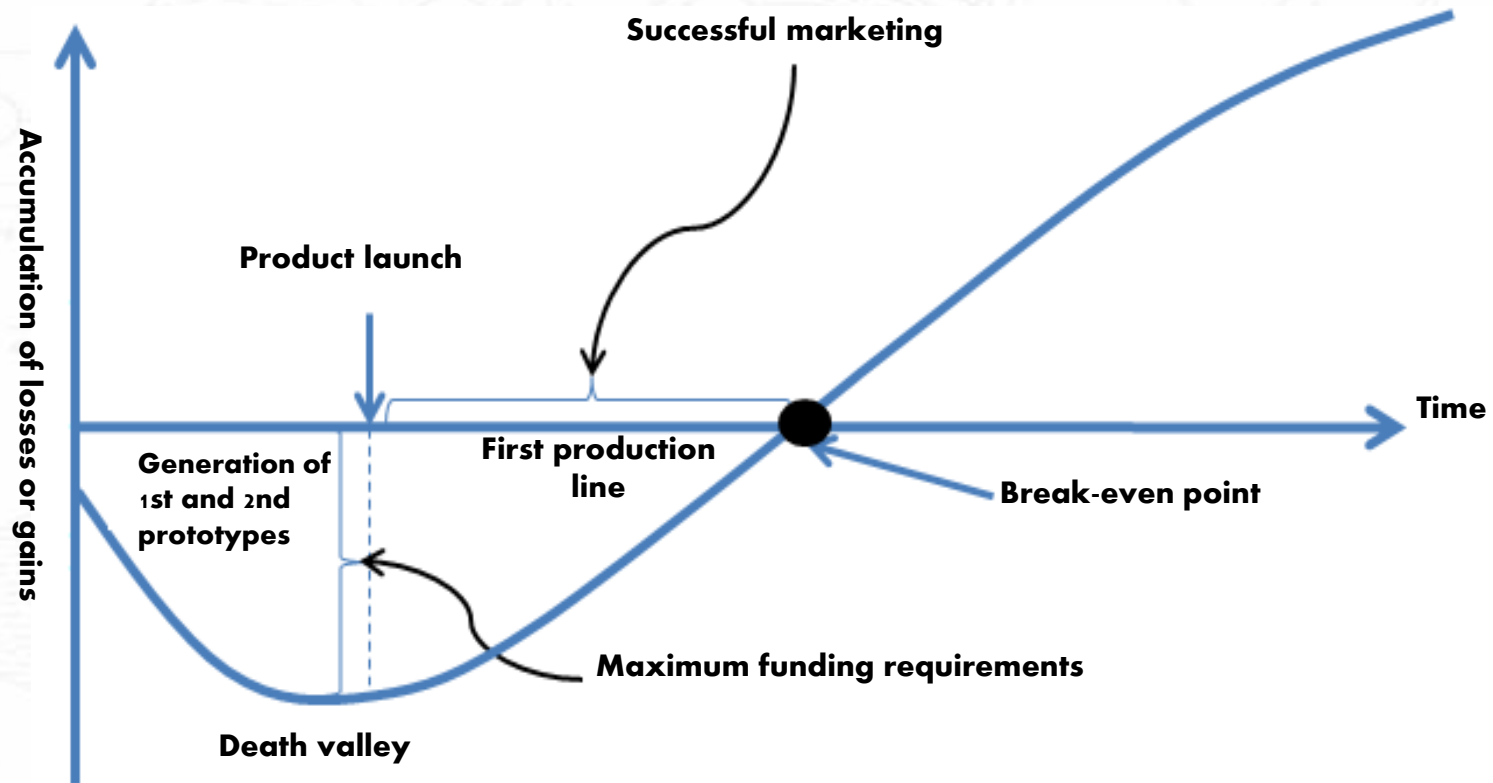 Successful marketing
Product launch
Accumulation of losses or gains
Time
First production
line
Generation of
1st and 2nd
prototypes
Break-even point
Maximum funding requirements
Death valley